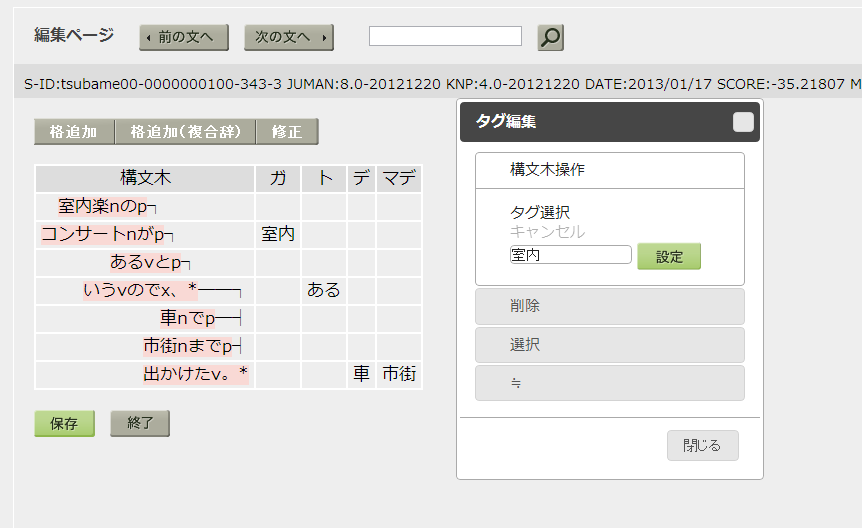 編集ページ 前の文へ 次の文へ
S-ID:tsubame00-0000000100-343-3 JUMAN:8.0-20121220 KNP:4.0-20121220 DATE:2013/01/17 SCORE:-35.21807 M
格追加 格追加(複合辞) 修正
構文木 ガ ト デ マデ
室内楽nのp┐
コンサートnがp┐ 室内
あるvとp┐
いうvのでx、*───┐ ある
車nでp─┤
市街nまでp┤
出かけたv。* 車 市街
保存 終了
タグ編集
構文木操作
タグ選択
キャンセル
室内 設定
削除
選択
≒
閉じる